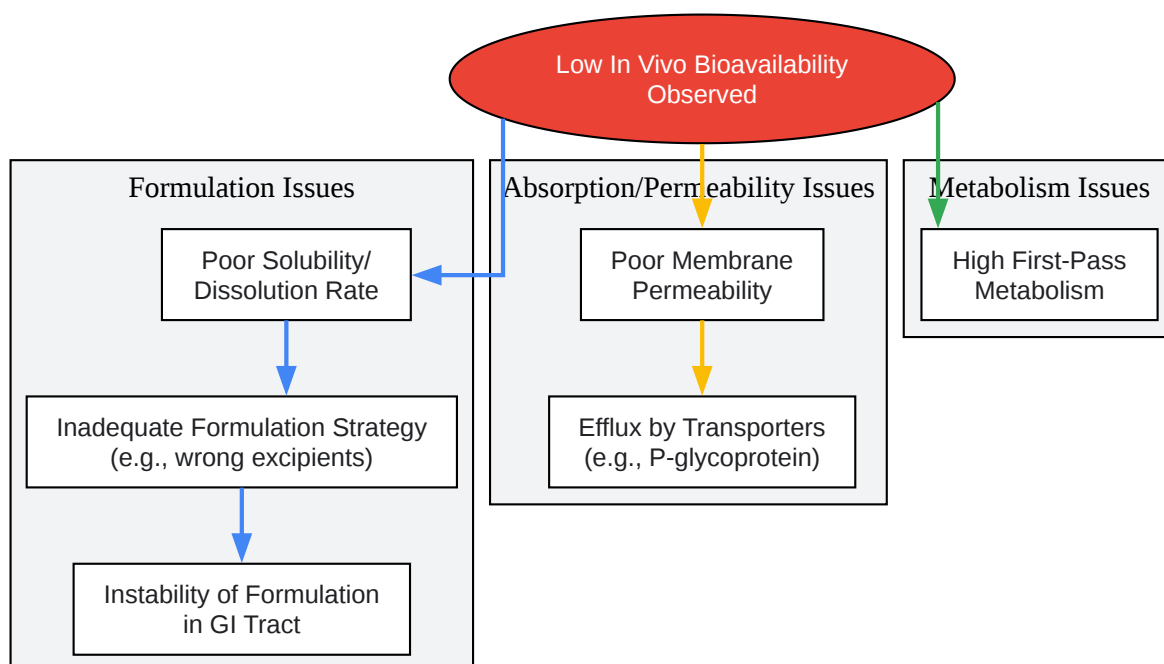 Low In Vivo Bioavailability
Observed
Formulation Issues
Poor Solubility/
Dissolution Rate
Inadequate Formulation Strategy
(e.g., wrong excipients)
Instability of Formulation
in GI Tract
Absorption/Permeability Issues
Poor Membrane
Permeability
Efflux by Transporters
(e.g., P-glycoprotein)
Metabolism Issues
High First-Pass
Metabolism